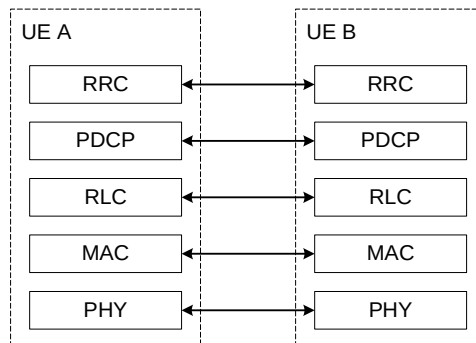 UE A UE B
RRC RRC
PDCP PDCP
RLC RLC
MAC MAC
PHY PHY